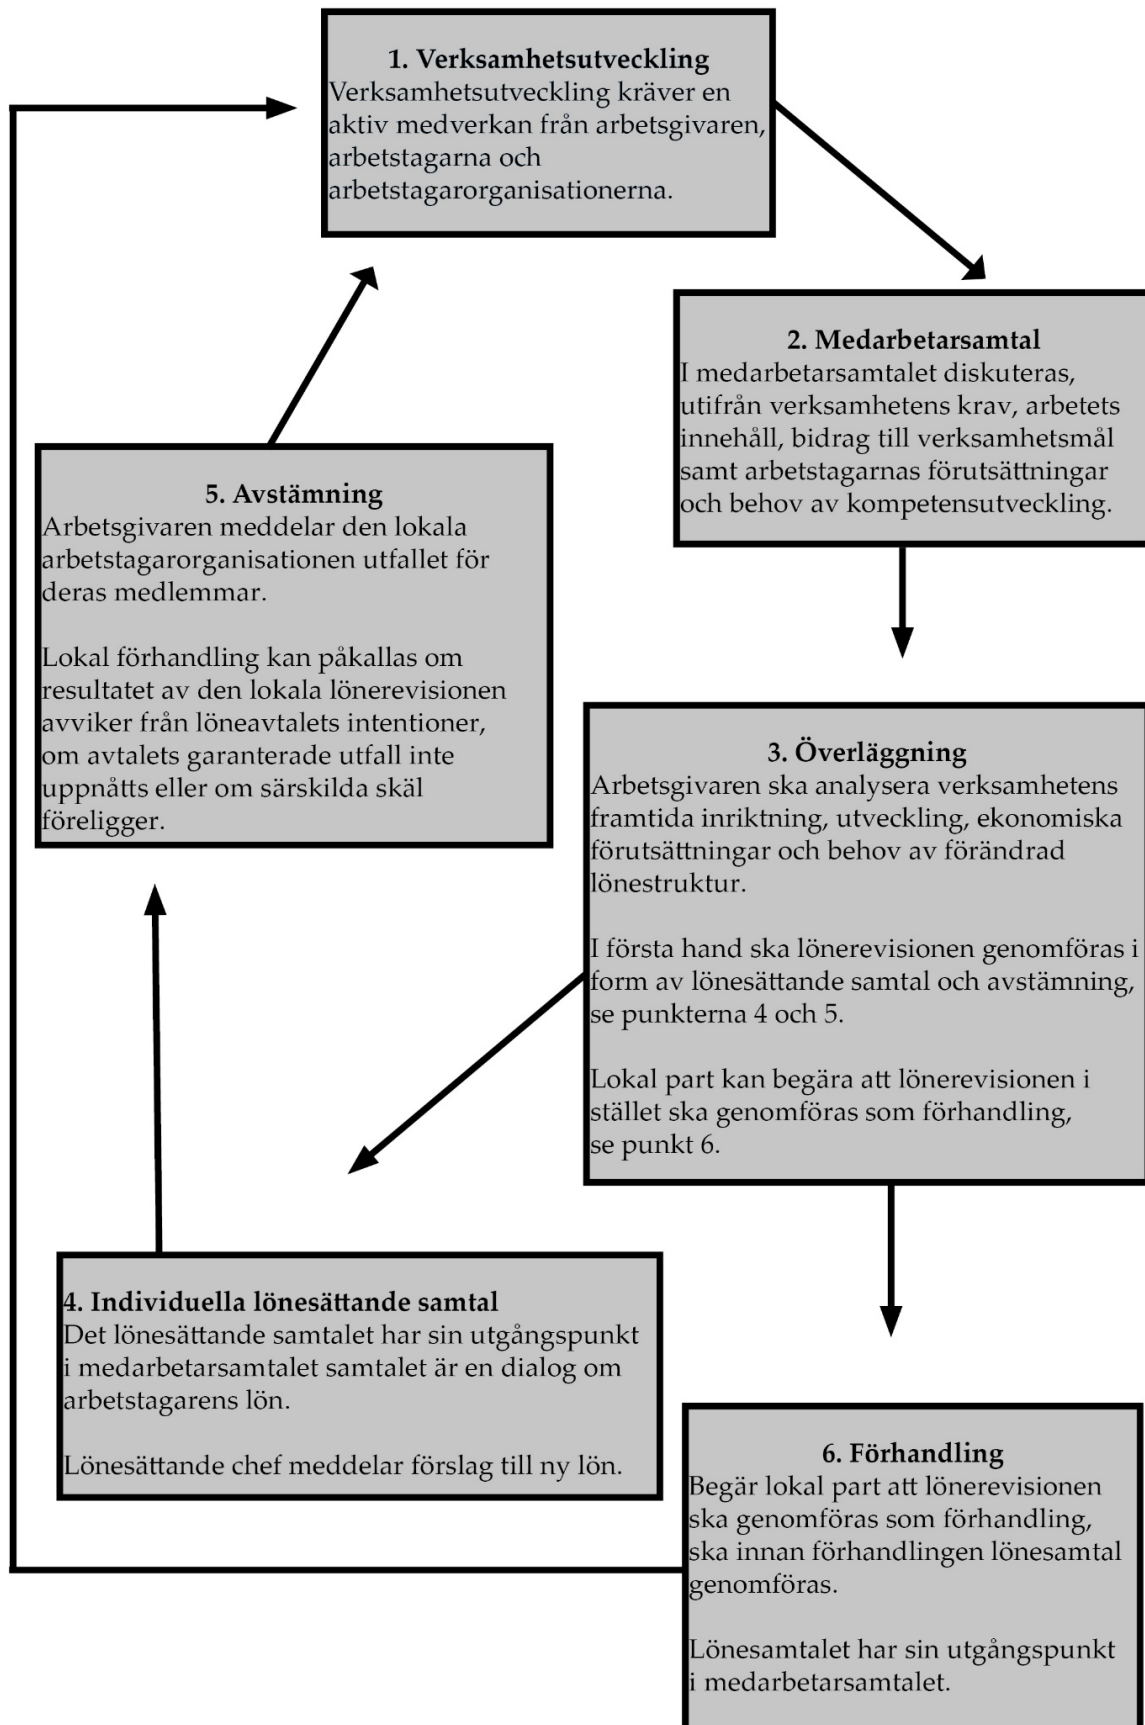 1. Verksamhetsutveckling
Verksamhetsutveckling kräver en
aktiv medverkan från arbetsgivaren,
arbetstagarna och
arbetstagarorganisationerna.
2. Medarbetarsamtal
I medarbetarsamtalet diskuteras,
utifrån verksamhetens krav, arbetets
innehåll, bidrag till verksamhetsmål
samt arbetstagarnas förutsättningar
och behov av kompetensutveckling.
3. Överläggning
Arbetsgivaren ska analysera verksamhetens
framtida inriktning, utveckling, ekonomiska
förutsättningar och behov av förändrad
lönestruktur.
I första hand ska lönerevisionen genomföras i
form av lönesättande samtal och avstämning,
se punkterna 4 och 5.
Lokal part kan begära att lönerevisionen i
stället ska genomföras som förhandling,
se punkt 6.
4. Individuella lönesättande samtal
Det lönesättande samtalet har sin utgångspunkt
i medarbetarsamtalet samtalet är en dialog om
arbetstagarens lön.
Lönesättande chef meddelar förslag till ny lön.
5. Avstämning
Arbetsgivaren meddelar den lokala
arbetstagarorganisationen utfallet för
deras medlemmar.
Lokal förhandling kan påkallas om
resultatet av den lokala lönerevisionen
avviker från löneavtalets intentioner,
om avtalets garanterade utfall inte
uppnåtts eller om särskilda skäl
föreligger.
6. Förhandling
Begär lokal part att lönerevisionen
ska genomföras som förhandling,
ska innan förhandlingen lönesamtal
genomföras.
Lönesamtalet har sin utgångspunkt
i medarbetarsamtalet.